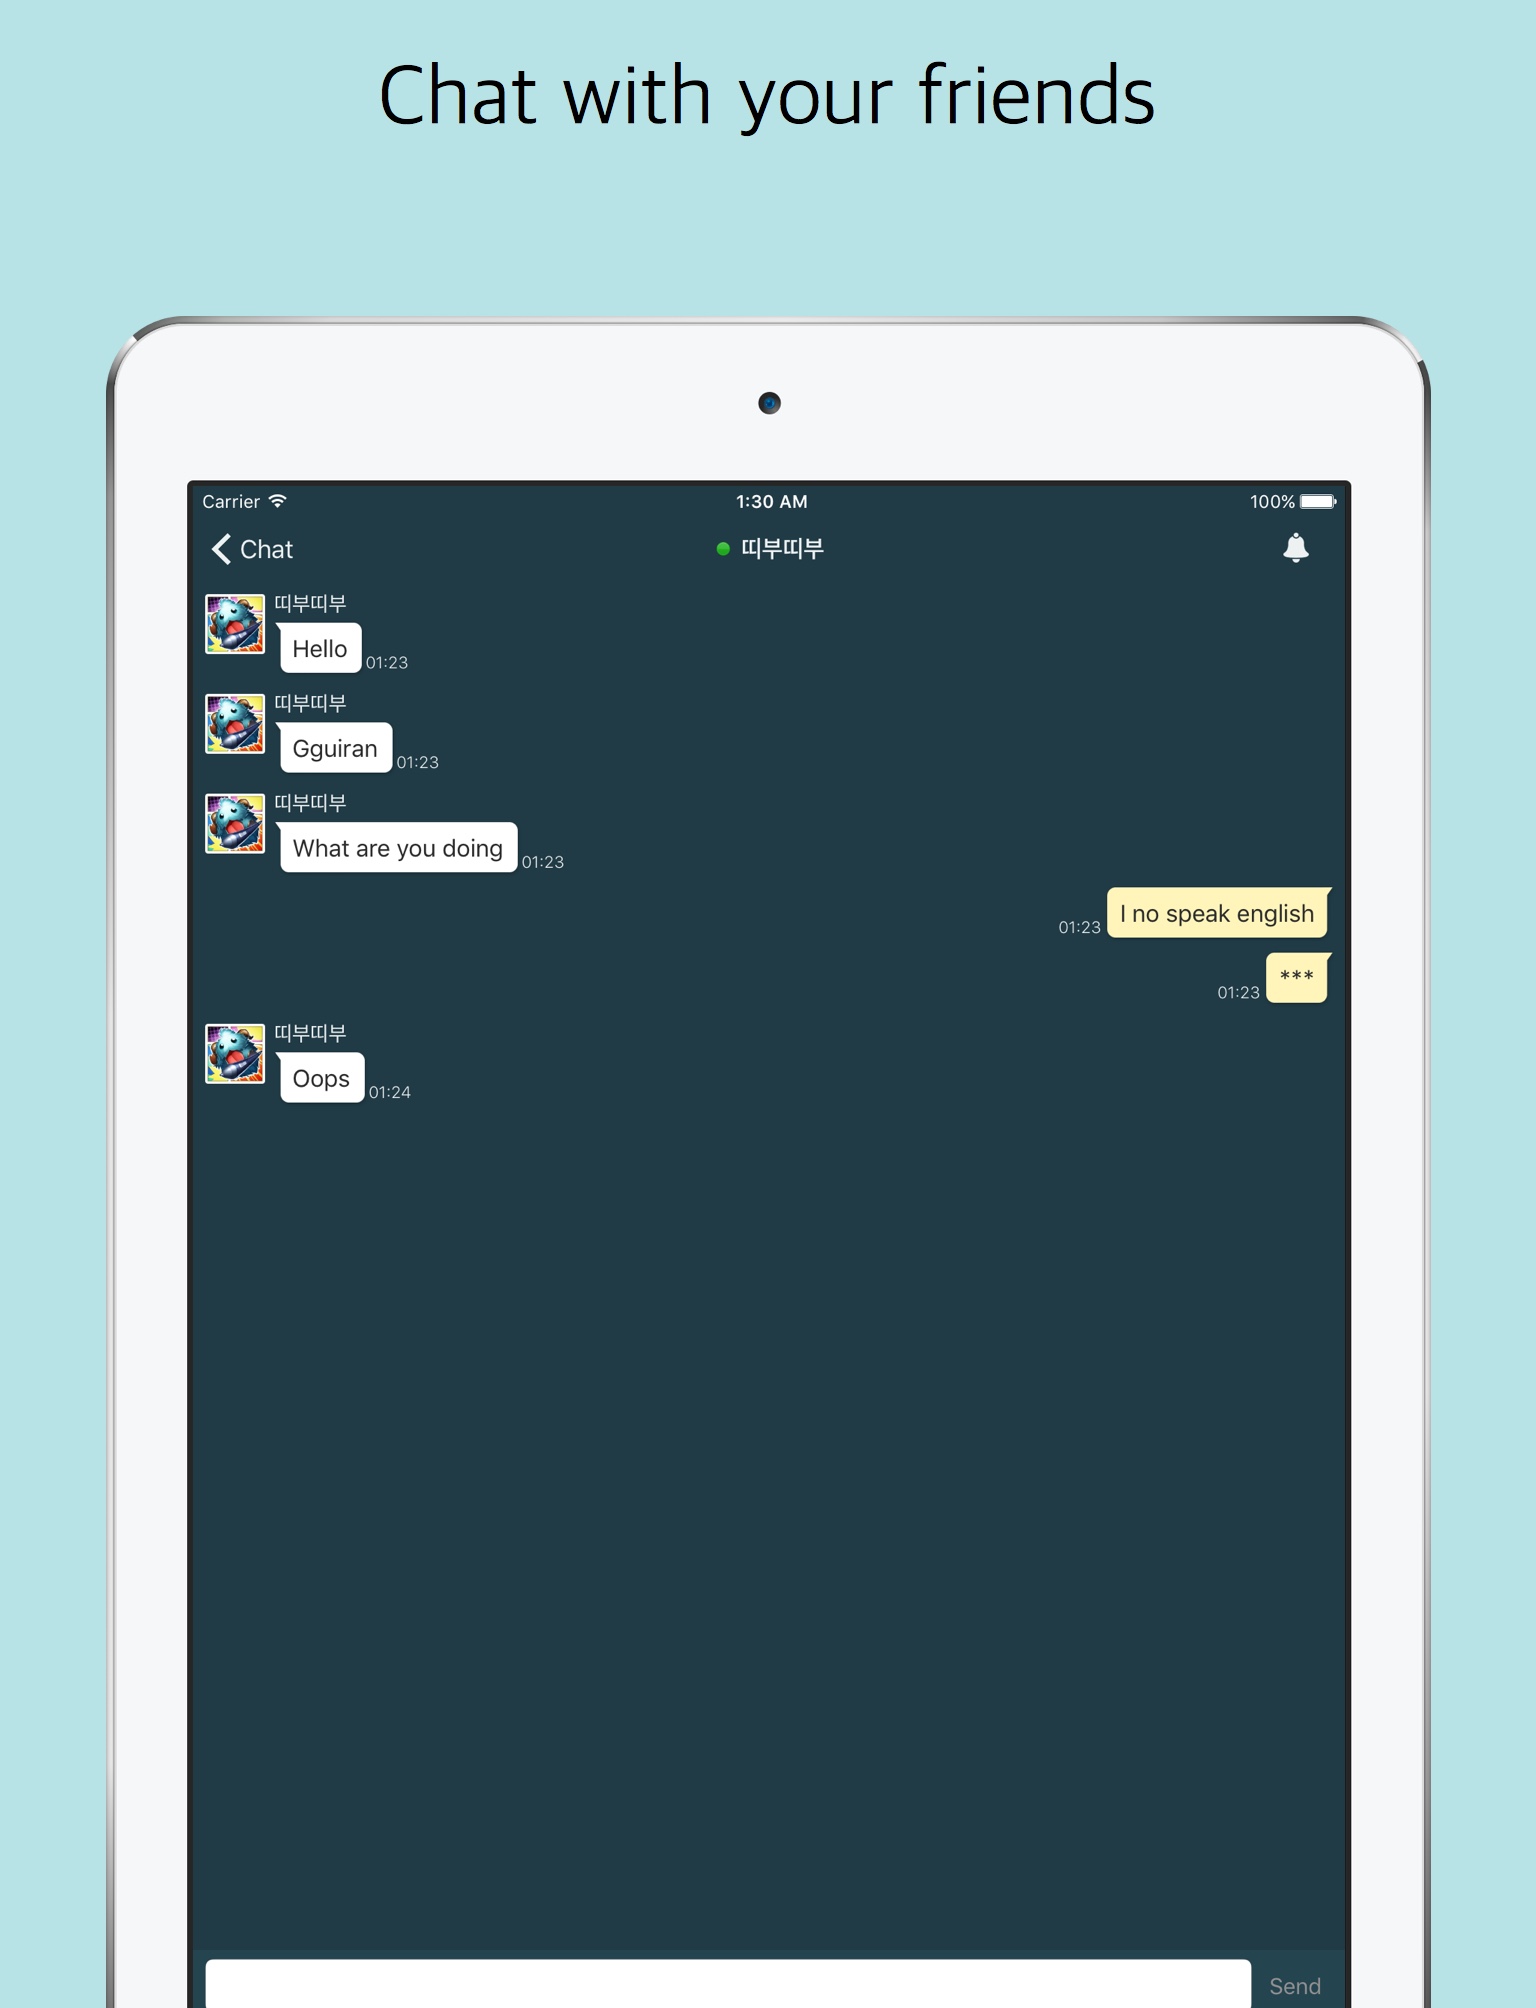 Chat with your friends
Carrier 1:30 AM 100%
Chat 띠부띠부
띠부띠부
Hello 01:23
띠부띠부
Gguiran 01:23
띠부띠부
What are you doing 01:23
01:23 I no speak english
01:23 ***
띠부띠부
Oops 01:24
Send